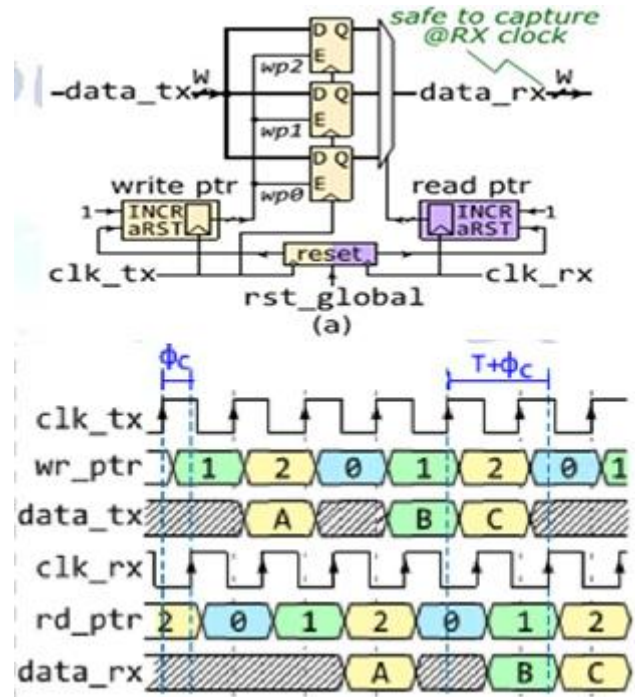 safe to capture
@RX clock
D Q
E
wp2
data_tx W
D Q
E
wp1
data_rx W
D Q
E
wp0
write ptr
read ptr
1 INCR
aRST
INCR 1
aRST
reset
clk_tx
clk_rx
rst_global
(a)
ϕc
T+ϕc
clk_tx
wr_ptr 1 2 0 1 2 0 1
data_tx A B C
clk_rx
rd_ptr 2 0 1 2 0 1 2
data_rx A B C